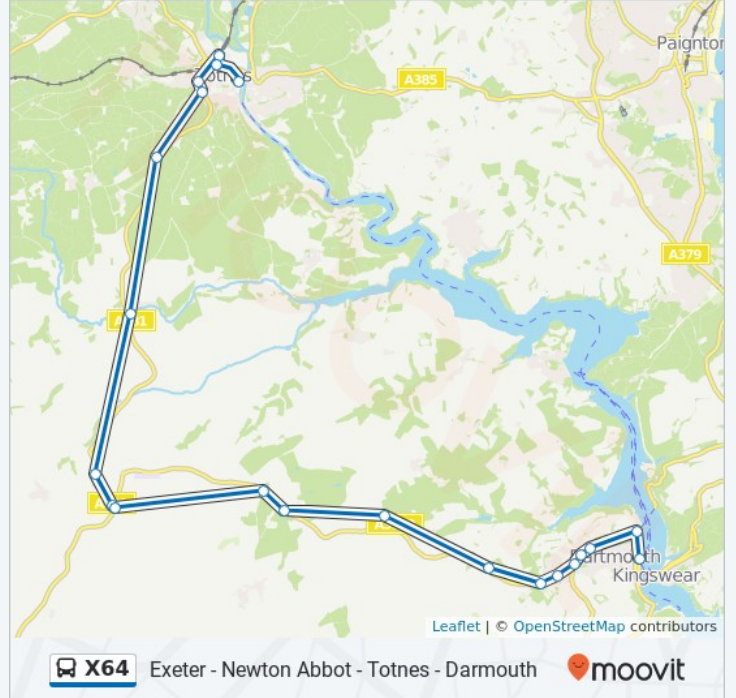 Paignton
A385
A379
Dartmouth
Kingswear
Leaflet | © OpenStreetMap contributors
X64 Exeter - Newton Abbot - Totnes - Darmouth moovit